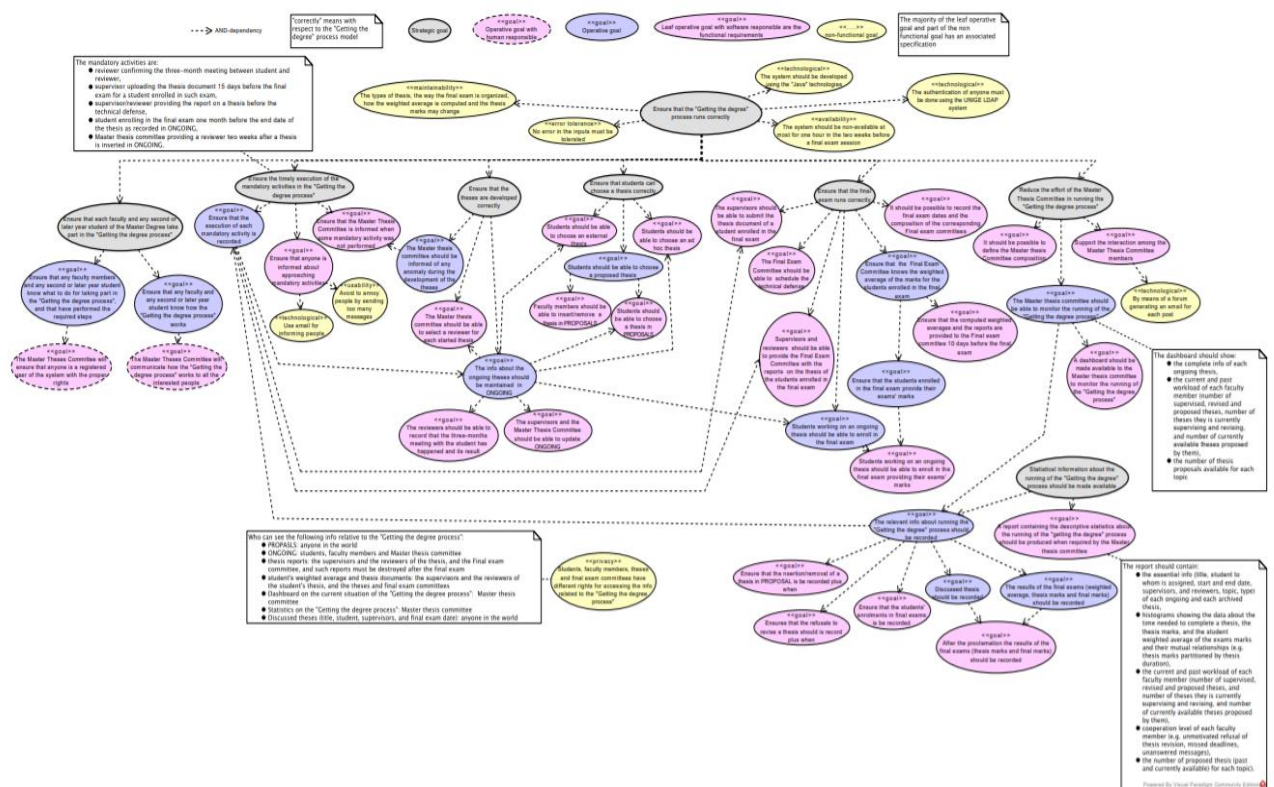 AND-dependency
"correctly" means with
respect to the "Getting the
degree" process model
Strategic goal
<<goal>>
Operative goal with
human responsible
<<goal>>
Operative goal
<<goal>>
Leaf operative goal with software responsible are the
functional requirements
<<......>>
non-functional goal
The majority of the leaf operative
goal and part of the non
functional goal has an associated
specification
The mandatory activities are:
● reviewer confirming the three-month meeting between student and
reviewer,
● supervisor uploading the thesis document 15 days before the final
exam for a student enrolled in such exam,
● supervisor/reviewer providing the report on a thesis before the
technical defense,
● student enrolling in the final exam one month before the end date of
the thesis as recorded in ONGOING,
● Master thesis committee providing a reviewer two weeks after a thesis
is inserted in ONGOING.
<<maintainability>>
The types of thesis, the way the final exam is organized,
how the weighted average is computed and the thesis
marks may change
<<technological>>
The system should be developed
using the "Java" technologies
<<technological>>
The authentication of anyone must
be done using the UNIGE LDAP
system
Ensure that the "Getting the degree"
process runs correctly
<<error tolerance>>
No error in the inputs must be
tolerated
<<availability>>
The system should be non-available at
most for one hour in the two weeks before
a final exam session
Ensure that each faculty and any second or
later year student of the Master Degree take
part in the "Getting the degree process"
Ensure the timely execution of the
mandatory activities in the "Getting the
degree process"
Ensure that the
theses are developed
correctly
Ensure that students can
choose a thesis correctly
Ensure that the final
exam runs correctly
Reduce the effort of the Master
Thesis Committee in running the
"Getting the degree process"
<<goal>>
Ensure that the
execution of each
mandatory activity is
recorded
<<goal>>
Ensure that the Master Thesis
Committee is informed when
some mandatory activity was
not performed
<<goal>>
Ensure that anyone is
informed about
approaching
mandatory activities
<<usability>>
Avoid to annoy
people by sending
too many
messages
<<technological>>
Use email for
informing people
<<goal>>
Ensure that any faculty members
and any second or later year student
know what to do for taking part in
the "Getting the degree process",
and that have performed the
required steps
<<goal>>
Ensure that any faculty and
any second or later year
student know how the
"Getting the degree process"
works
<<goal>>
The Master Theses Committee will
ensure that anyone is a registered
user of the system with the proper
rights
<<goal>>
The Master Theses Committee will
communicate how the "Getting the
degree process" works to all the
interested people
<<goal>>
The Master thesis
committee should be
informed of any
anomaly during the
development of the
theses
<<goal>>
The Master thesis
committee should be able
to select a reviewer for
each started thesis
<<goal>>
The info about the
ongoing theses should
be maintained in
ONGOING
<<goal>>
The reviewers should be able to
record that the three-months
meeting with the student has
happened and its result
<<goal>>
The supervisors and the
Master Thesis Committee
should be able to update
ONGOING
<<goal>>
Students should be able
to choose an external
thesis
<<goal>>
Students should be
able to choose an ad
hoc thesis
<<goal>>
Students should be able to choose
a proposed thesis
<<goal>>
Faculty members should be
able to insert/remove a
thesis in PROPOSALS
<<goal>>
Students should
be able to choose
a thesis in
PROPOSALS
<<goal>>
The supervisors should
be able to submit the
thesis document of a
student enrolled in the
final exam
<<goal>>
It should be possible to record the
final exam dates and the
composition of the corresponding
Final Exam committees
<<goal>>
The Final Exam
Committee should be
able to schedule the
technical defense
<<goal>>
Ensure that the Final Exam
Committee knows the weighted
average of the marks for the
students enrolled in the final
exam
<<goal>>
Ensure that the computed weighted
averages and the reports are
provided to the Final exam
committee 10 days before the final
exam
<<goal>>
Supervisors and
reviewers should be able
to provide the Final Exam
Committee with the
reports on the thesis of
the students enrolled in
the final exam
<<goal>>
Ensure that the students enrolled
in the final exam provide their
exams' marks
<<goal>>
Students working on an ongoing
thesis should be able to enroll in
the final exam
<<goal>>
Students working on an ongoing
thesis should be able to enroll in the
final exam providing their exams'
marks
<<goal>>
It should be possible to
define the Master thesis
Committee composition
<<goal>>
Support the interaction among the
Master Thesis Committee
members
<<technological>>
By means of a forum
generating an email for
each post
<<goal>>
The Master thesis committee should
be able to monitor the running of the
"Getting the degree process"
<<goal>>
A dashboard should be
made available to the
Master thesis committee
to monitor the running of
the "Getting the degree
process"
The dashboard should show:
● the complete info of each
ongoing thesis,
● the current and past
workload of each faculty
member (number of
supervised, revised and
proposed theses, number of
theses they is currently
supervising and revising,
and number of currently
available theses proposed
by them),
● the number of thesis
proposals available for each
topic
Statistical information about the
running of the "Getting the degree"
process should be made available
<<goal>>
The relevant info about running the
"Getting the degree" process should
be recorded
<<goal>>
A report containing the descriptive statistics about
the running of the "getting the degree" process
should be produced when required by the Master
thesis committee
<<goal>>
Ensure that the insertion/removal of a
thesis in PROPOSAL is be recorded plus
when
<<goal>>
Ensures that the refusals to
revise a thesis should is record
plus when
<<goal>>
Ensure that the students'
enrolments in final exams
is be recorded
<<goal>>
Discussed thesis
should be recorded
<<goal>>
The results of the final exams (weighted
average, thesis marks and final marks)
should be recorded
<<goal>>
After the proclamation the results of the
final exams (thesis marks and final marks)
should be recorded
Who can see the following info relative to the "Getting the degree process":
● PROPASLS: anyone in the world
● ONGOING: students, faculty members and Master thesis committee
● thesis reports: the supervisors and the reviewers of the thesis, and the Final Exam
committee, and such reports must be destroyed after the final exam
● student's weighted average and thesis documents: the supervisors and the reviewers of
the student's thesis, and the theses and final exam committees
● Dashboard on the current situation of the "Getting the degree process": Master thesis
committee
● Statistics on the "Getting the degree process": Master thesis committee
● Discussed theses (title, student, supervisors, and final exam date): anyone in the world
<<privacy>>
Students, faculty members, theses
and final exam committees have
different rights for accessing the info
related to the "Getting the degree
process"
The report should contain:
● the essential info (title, student to
whom is assigned, start and end date,
supervisors, and reviewers, topic, type)
of each ongoing and each archived
thesis,
● histograms showing the data about the
time needed to complete a thesis, the
thesis marks, and the student
weighted average of the exams marks
and their mutual relationships (e.g.
thesis marks partitioned by thesis
duration),
● the current and past workload of each
faculty member (number of supervised,
revised and proposed theses, and
number of theses they is currently
supervising and revising, and number
of currently available theses proposed
by them),
● cooperation level of each faculty
member (e.g. unmotivated refusal of
thesis revision, missed deadlines,
unanswered messages),
● the number of proposed thesis (past
and currently available) for each topic).
Powered By Visual Paradigm Community Edition